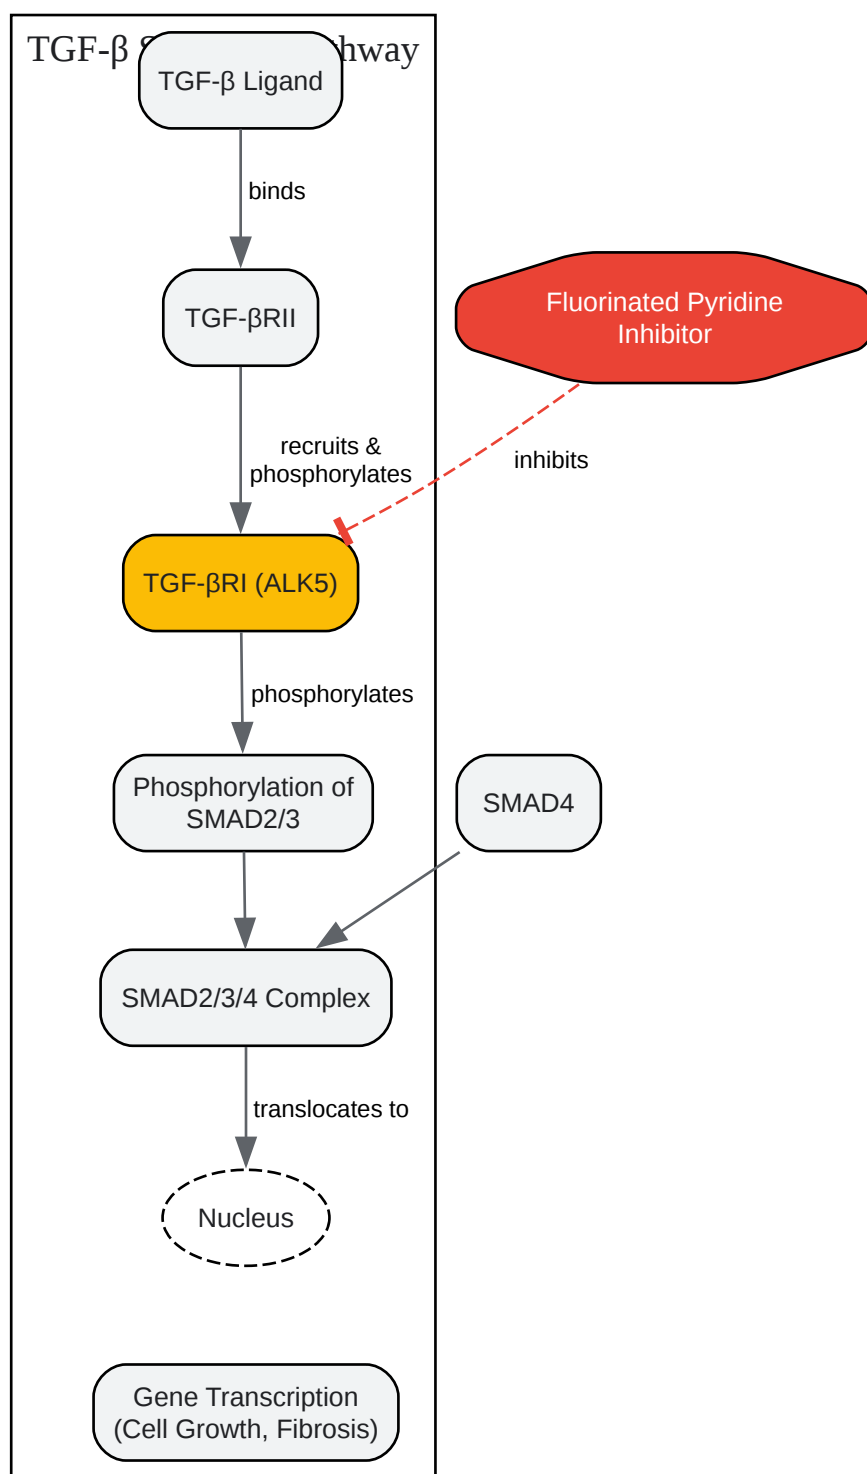 TGF-β hway
TGF-β Ligand
binds
TGF-βRII
Fluorinated Pyridine
Inhibitor
recruits &
phosphorylates
inhibits
TGF-βRI (ALK5)
phosphorylates
Phosphorylation of
SMAD2/3
SMAD4
SMAD2/3/4 Complex
translocates to
Nucleus
Gene Transcription
(Cell Growth, Fibrosis)